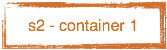 s2 - container 1